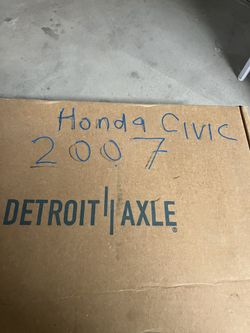 Honda CIVIC
2007
DETROIT AXLE®